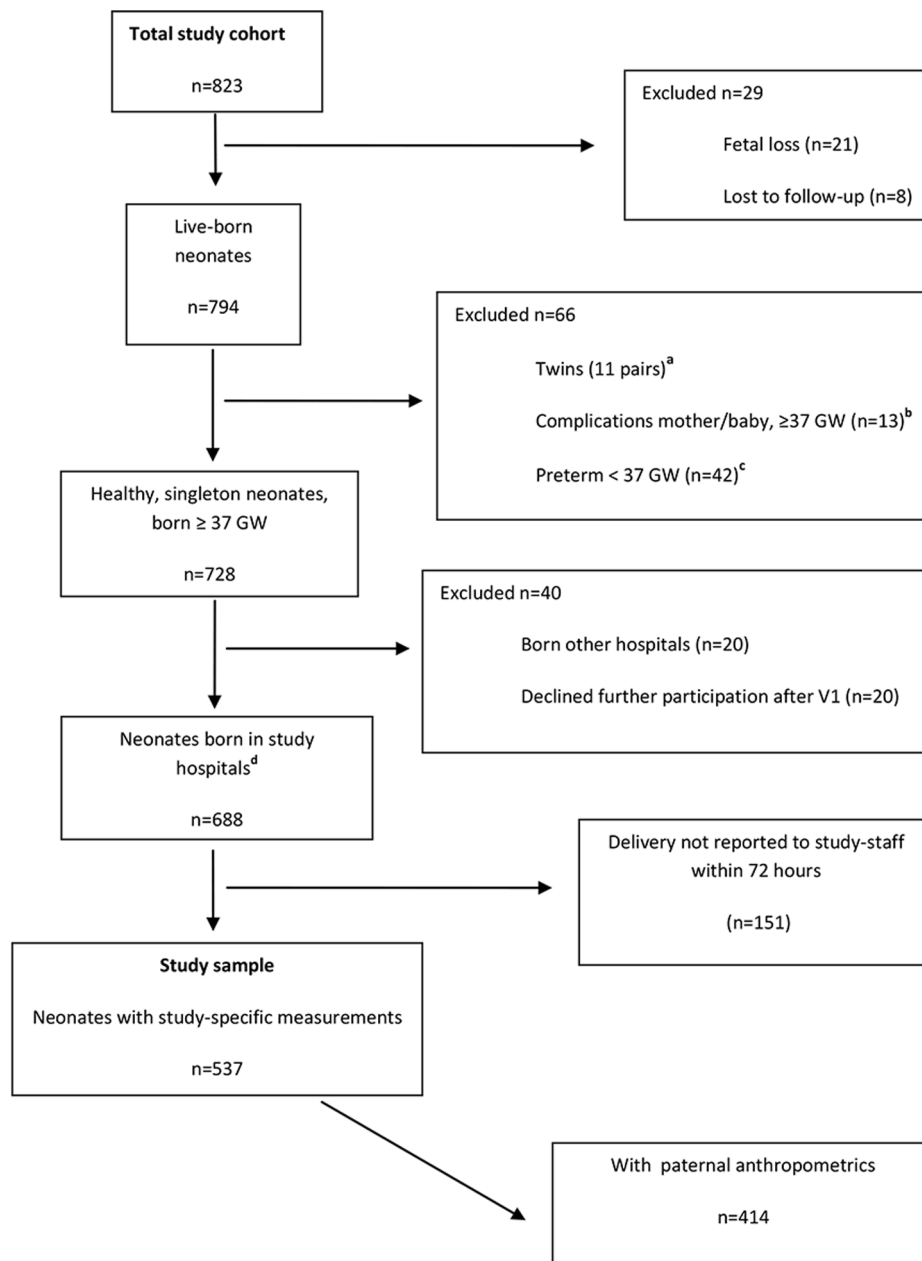 Total study cohort
n=823
Excluded n=29
Fetal loss (n=21)
Lost to follow-up (n=8)
Live-born
neonates
n=794
Excluded n=66
Twins (11 pairs)a
Complications mother/baby, ≥37 GW (n=13)b
Preterm < 37 GW (n=42)c
Healthy, singleton neonates,
born ≥ 37 GW
n=728
Excluded n=40
Born other hospitals (n=20)
Declined further participation after V1 (n=20)
Neonates born in study
hospitalsd
n=688
Delivery not reported to study-staff
within 72 hours
(n=151)
Study sample
Neonates with study-specific measurements
n=537
With paternal anthropometrics
n=414